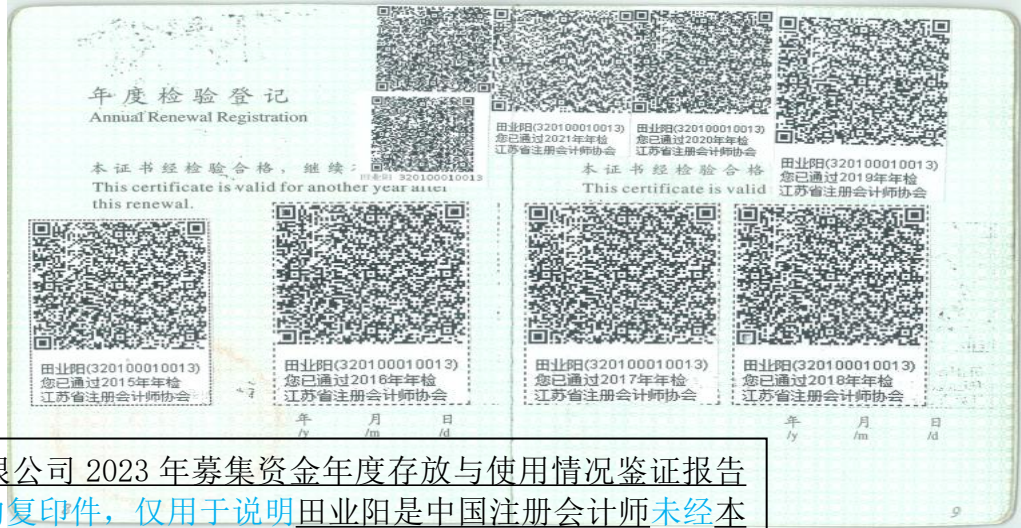 年度检验登记
Annual Renewal Registration
本证书经检验合格，继续
This certificate is valid for another year after
this renewal.
田业阳 320100010013
田业阳(320100010013)
您已通过2021年年检
江苏省注册会计师协会
田业阳(320100010013)
您已通过2020年年检
江苏省注册会计师协会
田业阳(320100010013)
您已通过2019年年检
江苏省注册会计师协会
本证书经检验合格
This certificate is valid
田业阳(320100010013)
您已通过2015年年检
江苏省注册会计师协会
田业阳(320100010013)
您已通过2016年年检
江苏省注册会计师协会
田业阳(320100010013)
您已通过2017年年检
江苏省注册会计师协会
田业阳(320100010013)
您已通过2018年年检
江苏省注册会计师协会
年 月 日
/y /m /d
年 月 日
/y /m /d
限公司 2023 年募集资金年度存放与使用情况鉴证报告
的复印件，仅用于说明田业阳是中国注册会计师未经本
9